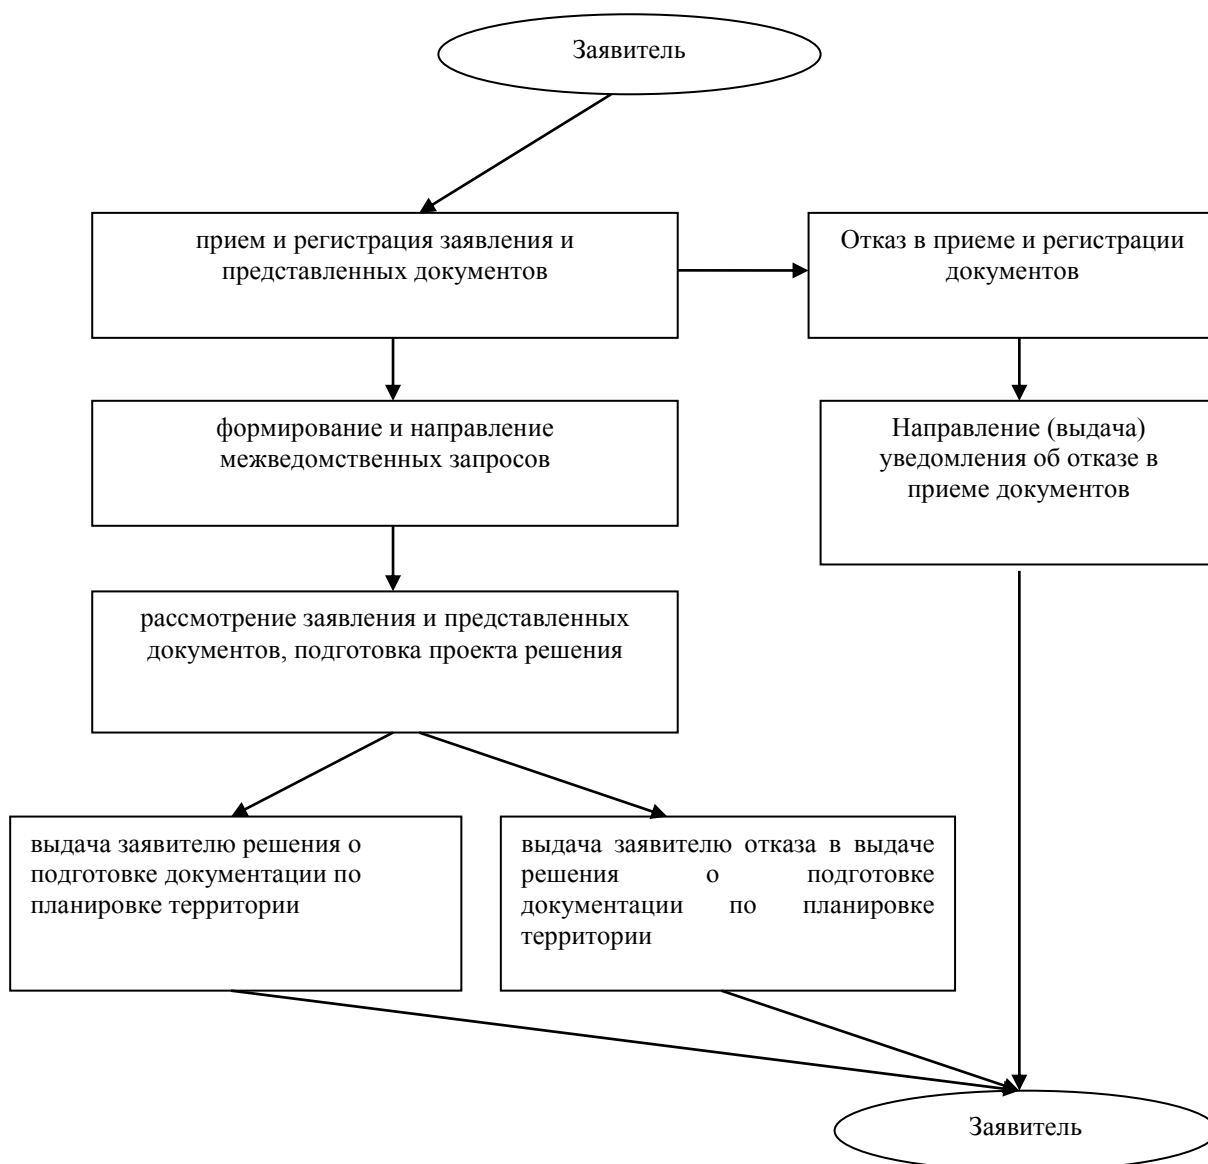 Заявитель
прием и регистрация заявления и
представленных документов
Отказ в приеме и регистрации
документов
формирование и направление
межведомственных запросов
Направление (выдача)
уведомления об отказе в
приеме документов
рассмотрение заявления и представленных
документов, подготовка проекта решения
выдача заявителю решения о
подготовке документации по
планировке территории
выдача заявителю отказа в выдаче
решения о подготовке
документации по планировке
территории
Заявитель